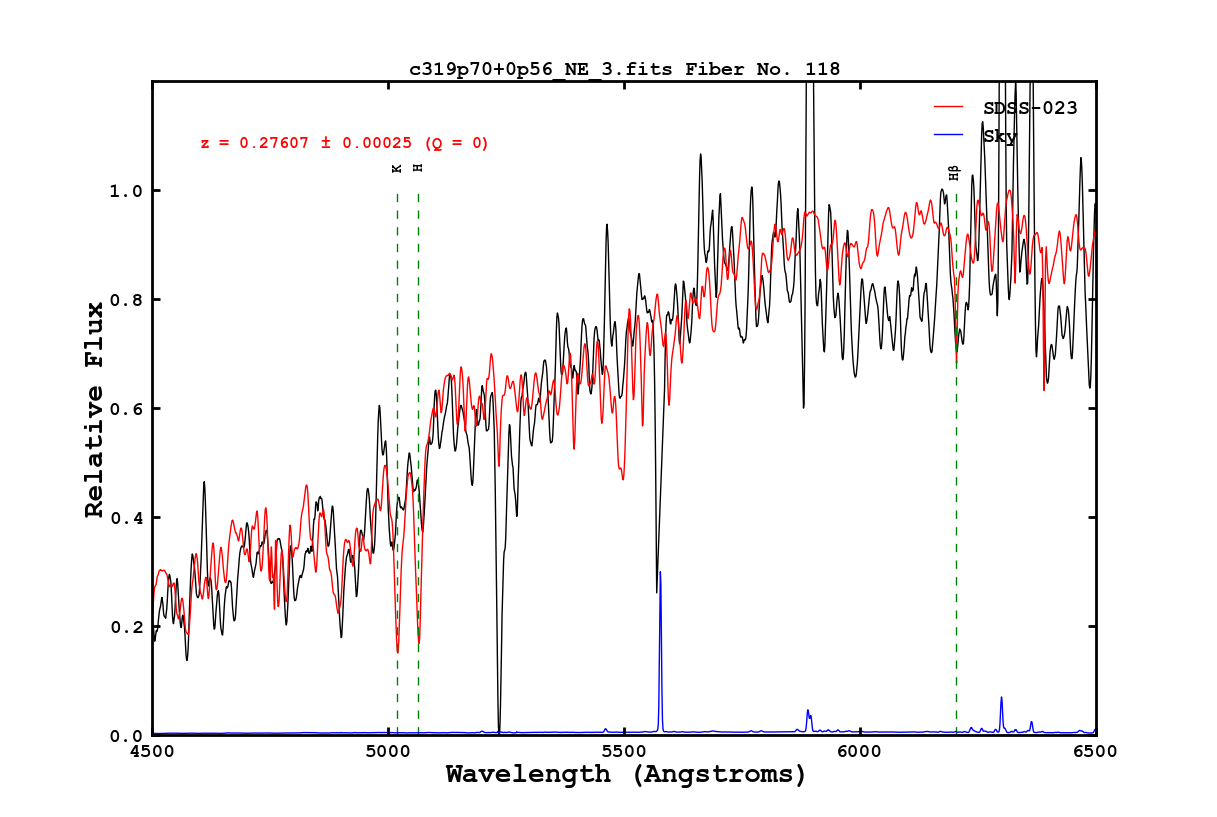 c319p70+0p56_NE_3.fits Fiber No. 118
SDSS-023
Sky
z = 0.27607 ± 0.00025 (Q = 0)
K
H
Hβ
1.0
0.8
0.6
0.4
0.2
0.0
Relative Flux
4500 5000 5500 6000 6500
Wavelength (Angstroms)